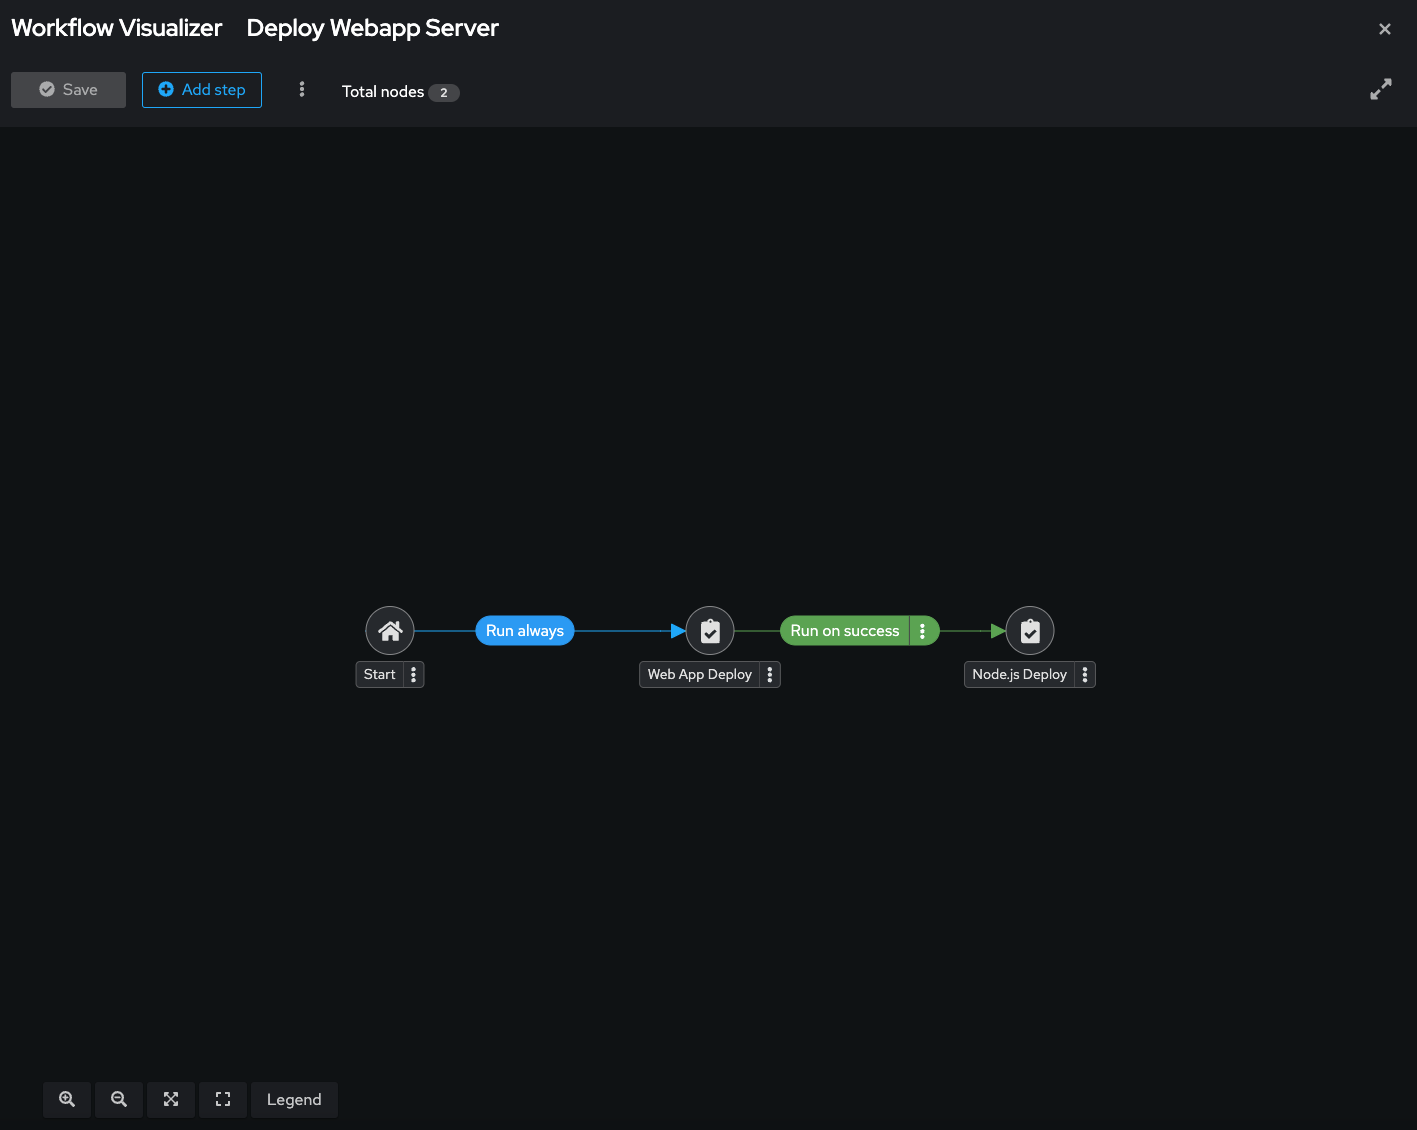 Workflow Visualizer Deploy Webapp Server
Save Add step Total nodes 2
Run always Run on success
Start Web App Deploy Node.js Deploy
Legend